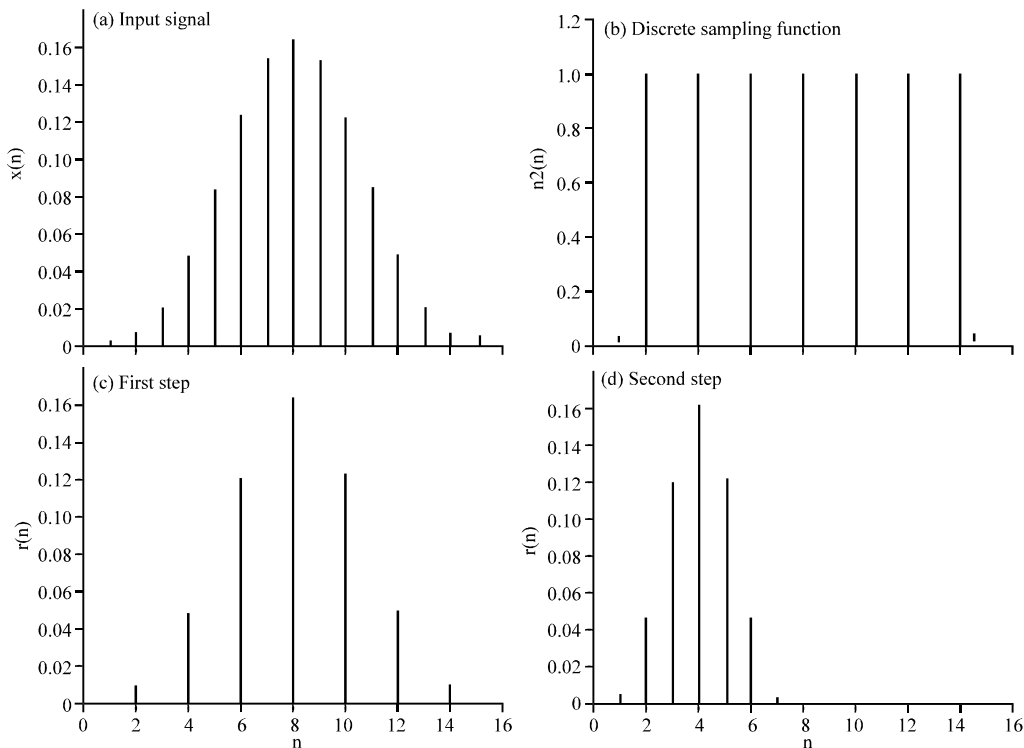 (a) Input signal
0.16
0.14
0.12
0.10
0.08
0.06
0.04
0.02
0
x(n)
(b) Discrete sampling function
1.2
1.0
0.8
0.6
0.4
0.2
0
n2(n)
(c) First step
0.16
0.14
0.12
0.10
0.08
0.06
0.04
0.02
0
r(n)
0 2 4 6 8 10 12 14 16
n
(d) Second step
0.16
0.14
0.12
0.10
0.08
0.06
0.04
0.02
0
r(n)
0 2 4 6 8 10 12 14 16
n